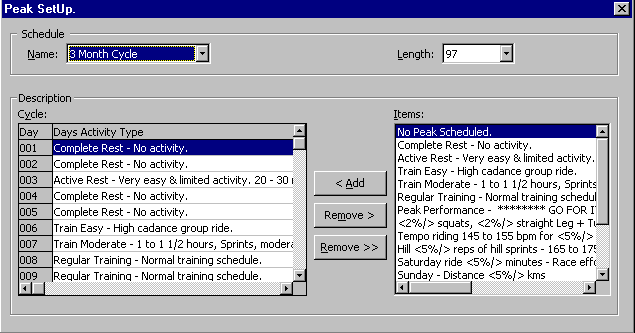 Peak SetUp.
Schedule
Name: 3 Month Cycle Length: 97
Description
Cycle:
Day Days Activity Type
001 Complete Rest - No activity.
002 Complete Rest - No activity.
003 Active Rest - Very easy & limited activity. 20 - 30
004 Complete Rest - No activity.
005 Complete Rest - No activity.
006 Train Easy - High cadance group ride.
007 Train Moderate - 1 to 1 1/2 hours, Sprints, modera
008 Regular Training - Normal training schedule.
009 Regular Training - Normal training schedule.
< Add
Remove >
Remove >>
Items:
No Peak Scheduled.
Complete Rest - No activity.
Active Rest - Very easy & limited activity.
Train Easy - High cadance group ride.
Train Moderate - 1 to 1 1/2 hours, Sprints
Regular Training - Normal training schedul
Peak Performance - ******** GO FOR I
<2%/> squats, <2%/> straight Leg + Tu
Tempo riding 145 to 155 bpm for <5%/>
Hill <5%/> reps of hill sprints - 165 to 175
Saturday ride <5%/> minutes - Race effo
Sunday - Distance <5%/> kms